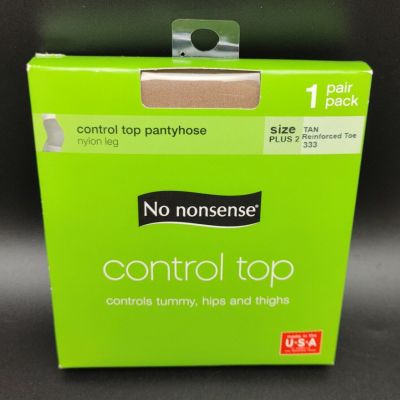 1 pair pack
control top pantyhose
nylon leg
size
PLUS 2
TAN
Reinforced Toe
333
No nonsense®
control top
controls tummy, hips and thighs
made in the
U·S·A